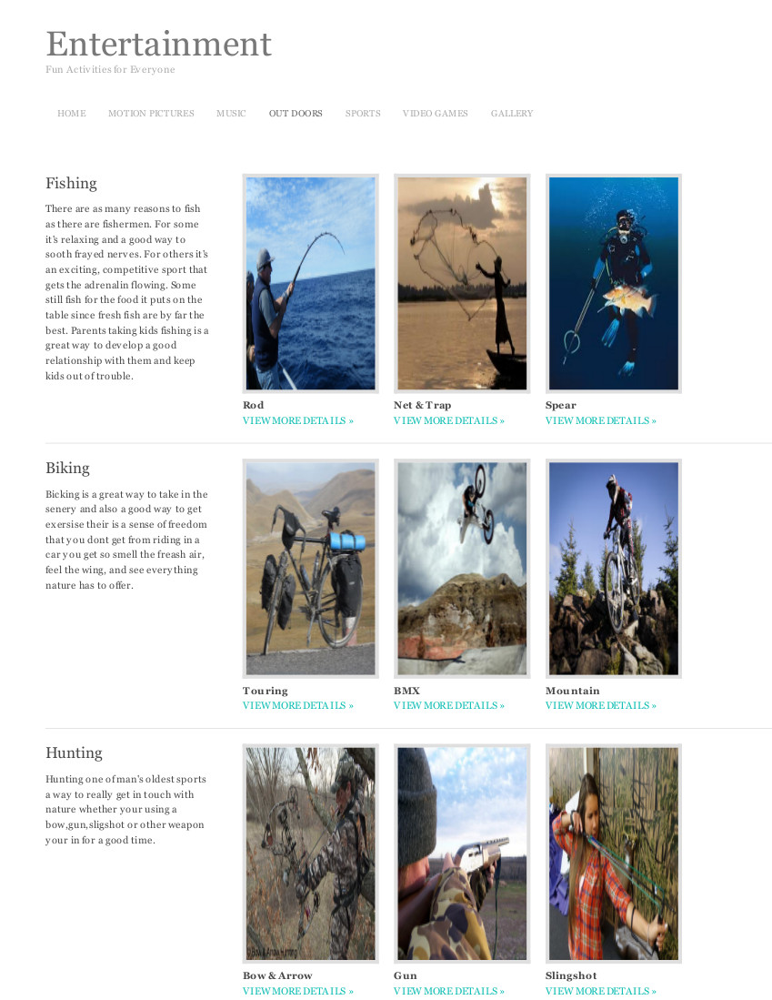 Entertainment
Fun Activities for Everyone
HOME MOTION PICTURES MUSIC OUT DOORS SPORTS VIDEO GAMES GALLERY
Fishing
There are as many reasons to fish
as there are fishermen. For some
it's relaxing and a good way to
sooth frayed nerves. For others it's
an exciting, competitive sport that
gets the adrenalin flowing. Some
still fish for the food it puts on the
table since fresh fish are by far the
best. Parents taking kids fishing is a
great way to develop a good
relationship with them and keep
kids out of trouble.
Rod Net & Trap Spear
VIEW MORE DETAILS » VIEW MORE DETAILS » VIEW MORE DETAILS »
Biking
Bicking is a great way to take in the
senery and also a good way to get
exersise their is a sense of freedom
that you dont get from riding in a
car you get so smell the freash air,
feel the wing, and see everything
nature has to offer.
Touring BMX Mountain
VIEW MORE DETAILS » VIEW MORE DETAILS » VIEW MORE DETAILS »
Hunting
Hunting one of man's oldest sports
a way to really get in touch with
nature whether your using a
bow,gun,sligshot or other weapon
your in for a good time.
© Bow & Arrow Hunting
Bow & Arrow Gun Slingshot
VIEW MORE DETAILS » VIEW MORE DETAILS » VIEW MORE DETAILS »